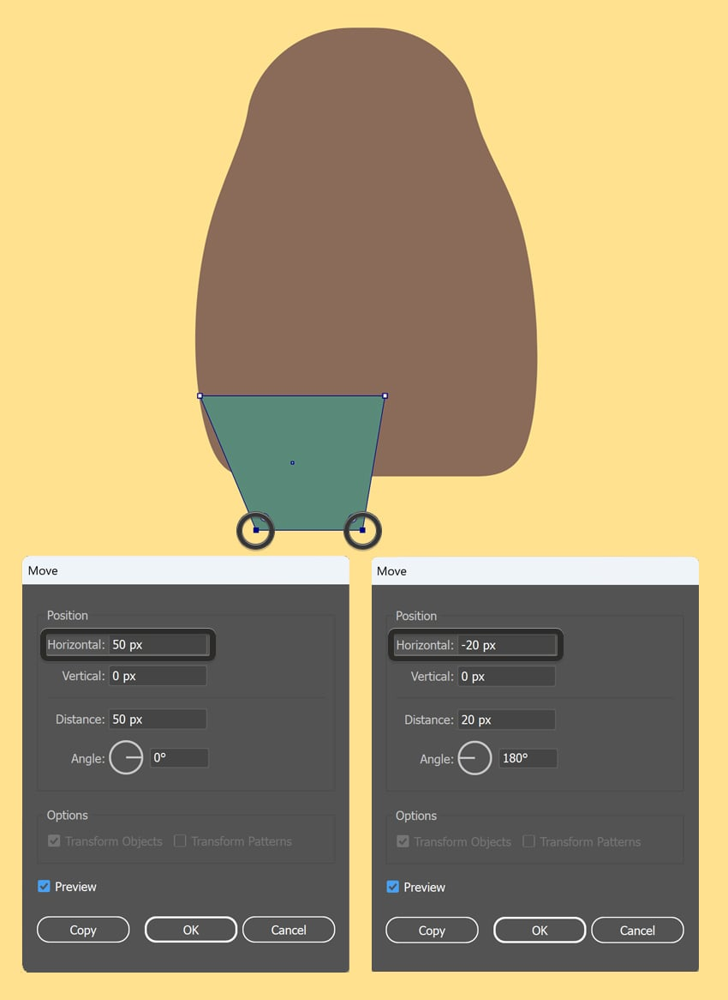 Move
Position
Horizontal: 50 px
Vertical: 0 px
Distance: 50 px
Angle: 0°
Options
Transform Objects Transform Patterns
Preview
Copy OK Cancel
Move
Position
Horizontal: -20 px
Vertical: 0 px
Distance: 20 px
Angle: 180°
Options
Transform Objects Transform Patterns
Preview
Copy OK Cancel